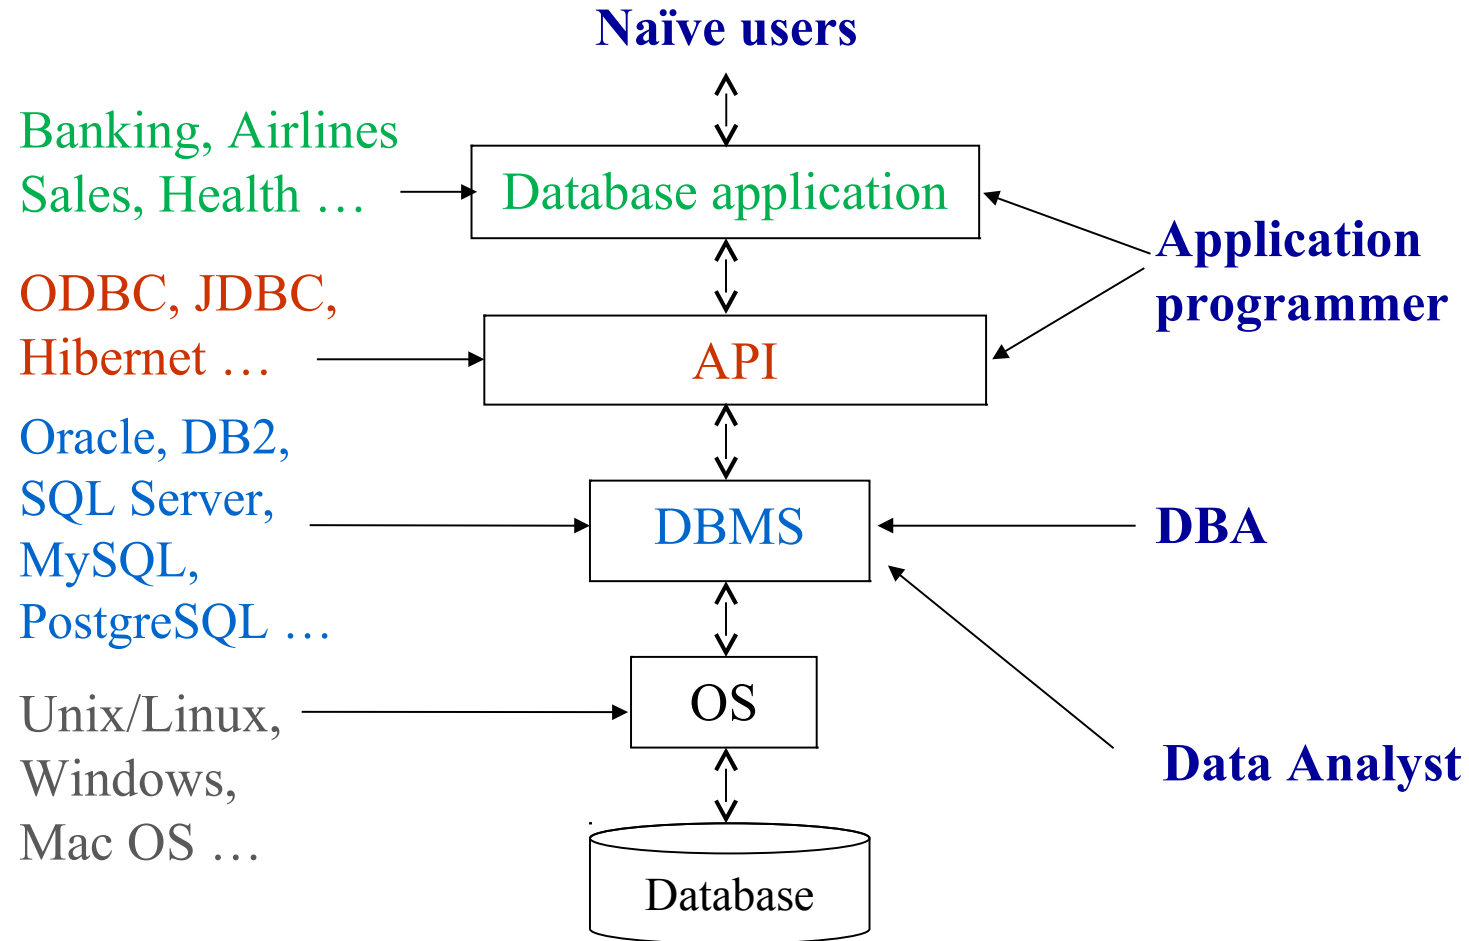 Naïve users
Banking, Airlines
Sales, Health …
Database application
Application
programmer
ODBC, JDBC,
Hibernet …
API
Oracle, DB2,
SQL Server,
MySQL,
PostgreSQL …
DBMS
DBA
Unix/Linux,
Windows,
Mac OS …
OS
Data Analyst
Database